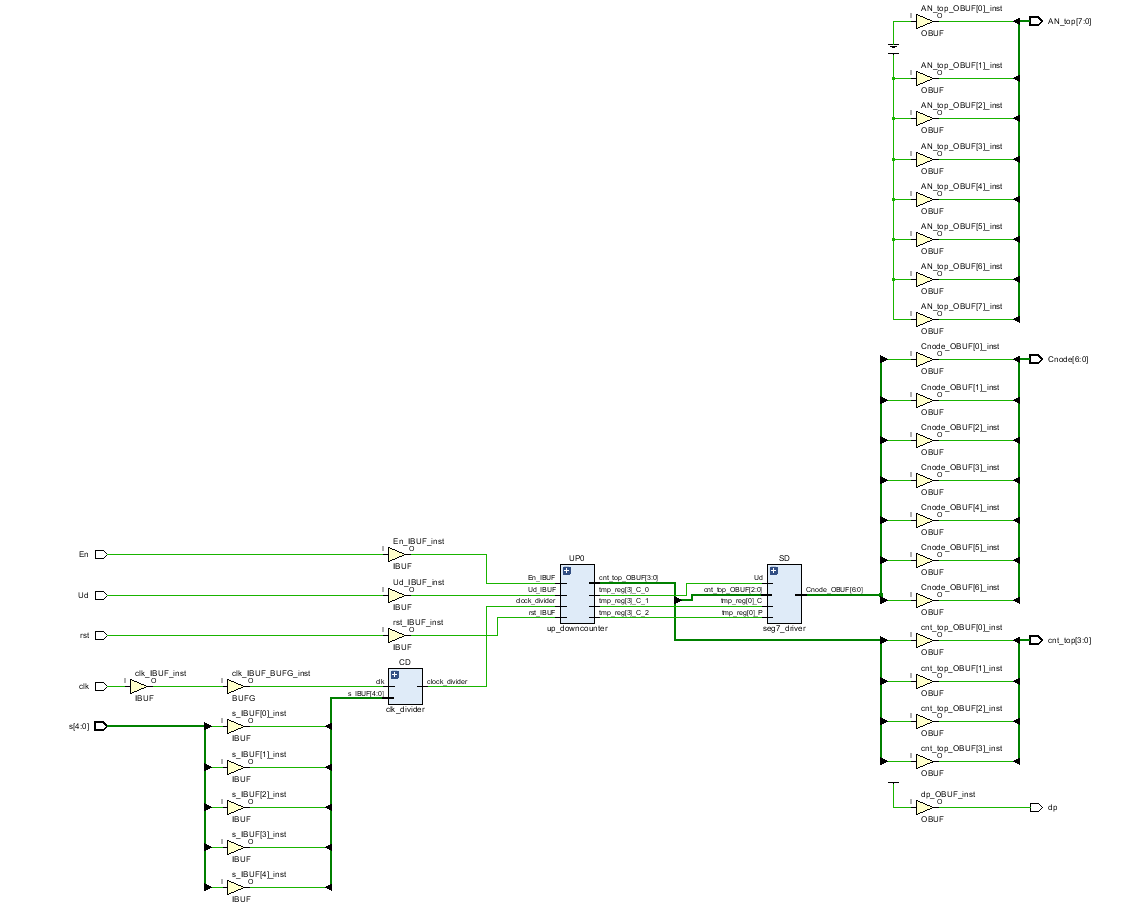 AN_top_OBUF[0]_inst
I O
OBUF
AN_top[7:0]
AN_top_OBUF[1]_inst
I O
OBUF
AN_top_OBUF[2]_inst
I O
OBUF
AN_top_OBUF[3]_inst
I O
OBUF
AN_top_OBUF[4]_inst
I O
OBUF
AN_top_OBUF[5]_inst
I O
OBUF
AN_top_OBUF[6]_inst
I O
OBUF
AN_top_OBUF[7]_inst
I O
OBUF
Cnode_OBUF[0]_inst
I O
OBUF
Cnode[6:0]
Cnode_OBUF[1]_inst
I O
OBUF
Cnode_OBUF[2]_inst
I O
OBUF
Cnode_OBUF[3]_inst
I O
OBUF
Cnode_OBUF[4]_inst
I O
OBUF
Cnode_OBUF[5]_inst
I O
OBUF
Cnode_OBUF[6]_inst
I O
OBUF
En
En_IBUF_inst
I O
IBUF
Ud
Ud_IBUF_inst
I O
IBUF
rst
rst_IBUF_inst
I O
IBUF
UP0
En_IBUF
Ud_IBUF
clock_divider
rst_IBUF
cnt_top_OBUF[3:0]
tmp_reg[3]_C_0
tmp_reg[3]_C_1
tmp_reg[3]_C_2
up_downcounter
SD
Ud
cnt_top_OBUF[2:0]
tmp_reg[0]_C
tmp_reg[0]_P
Cnode_OBUF[6:0]
seg7_driver
cnt_top_OBUF[0]_inst
I O
OBUF
cnt_top[3:0]
cnt_top_OBUF[1]_inst
I O
OBUF
cnt_top_OBUF[2]_inst
I O
OBUF
cnt_top_OBUF[3]_inst
I O
OBUF
dp_OBUF_inst
I O
OBUF
dp
clk
clk_IBUF_inst
I O
IBUF
clk_IBUF_BUFG_inst
I O
BUFG
CD
clk
s_IBUF[4:0]
clock_divider
clk_divider
s[4:0]
s_IBUF[0]_inst
I O
IBUF
s_IBUF[1]_inst
I O
IBUF
s_IBUF[2]_inst
I O
IBUF
s_IBUF[3]_inst
I O
IBUF
s_IBUF[4]_inst
I O
IBUF